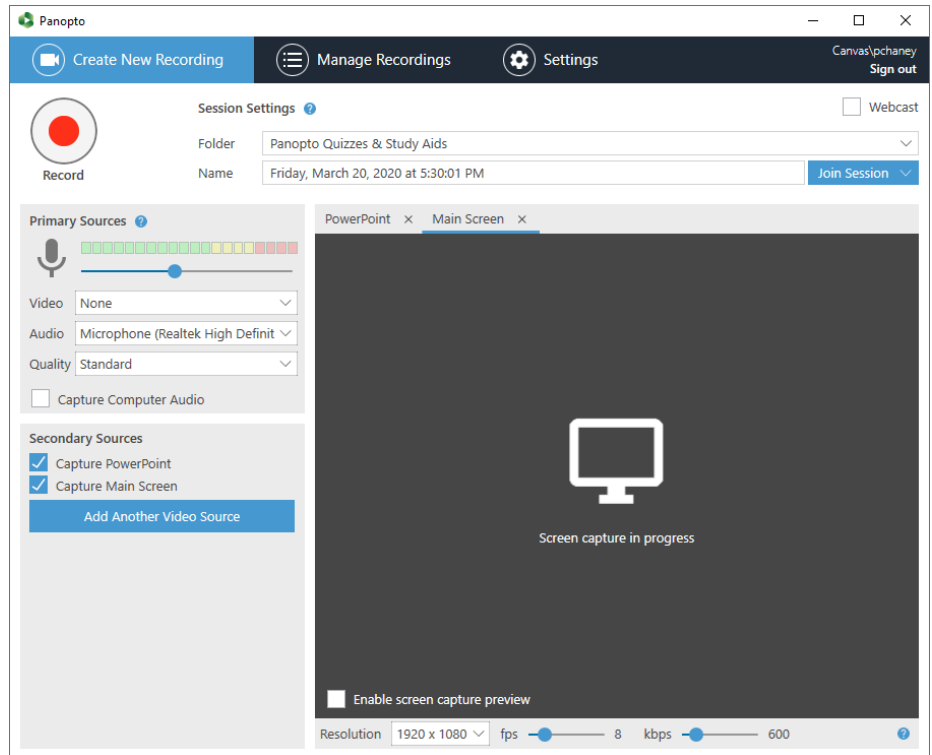 Panopto
Create New Recording
Manage Recordings
Settings
Canvas\pchaney
Sign out
Record
Session Settings ?
Webcast
Folder
Panopto Quizzes & Study Aids
Name
Friday, March 20, 2020 at 5:30:01 PM
Join Session
Primary Sources ?
Video
None
Audio
Microphone (Realtek High Definit
Quality
Standard
Capture Computer Audio
Secondary Sources
Capture PowerPoint
Capture Main Screen
Add Another Video Source
PowerPoint
Main Screen
Screen capture in progress
Enable screen capture preview
Resolution 1920 x 1080 fps 8 kbps 600 ?